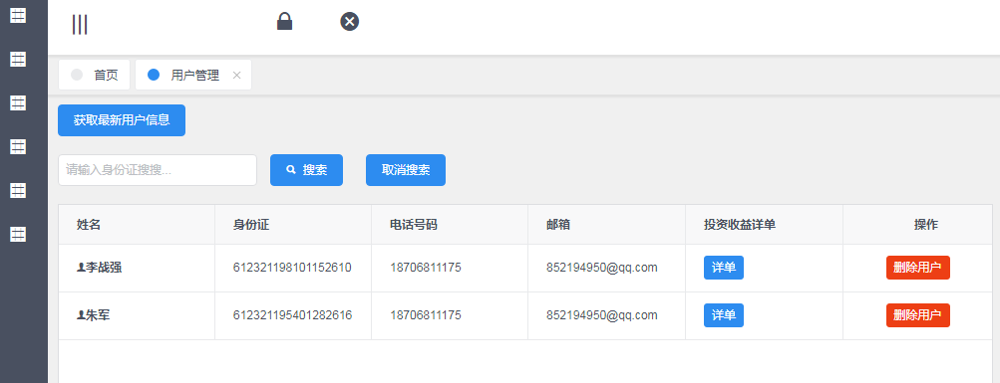 首页 用户管理
获取最新用户信息
请输入身份证搜搜... 搜索 取消搜索
姓名 身份证 电话号码 邮箱 投资收益详单 操作
李战强 612321198101152610 18706811175 852194950@qq.com 详单 删除用户
朱军 612321195401282616 18706811175 852194950@qq.com 详单 删除用户